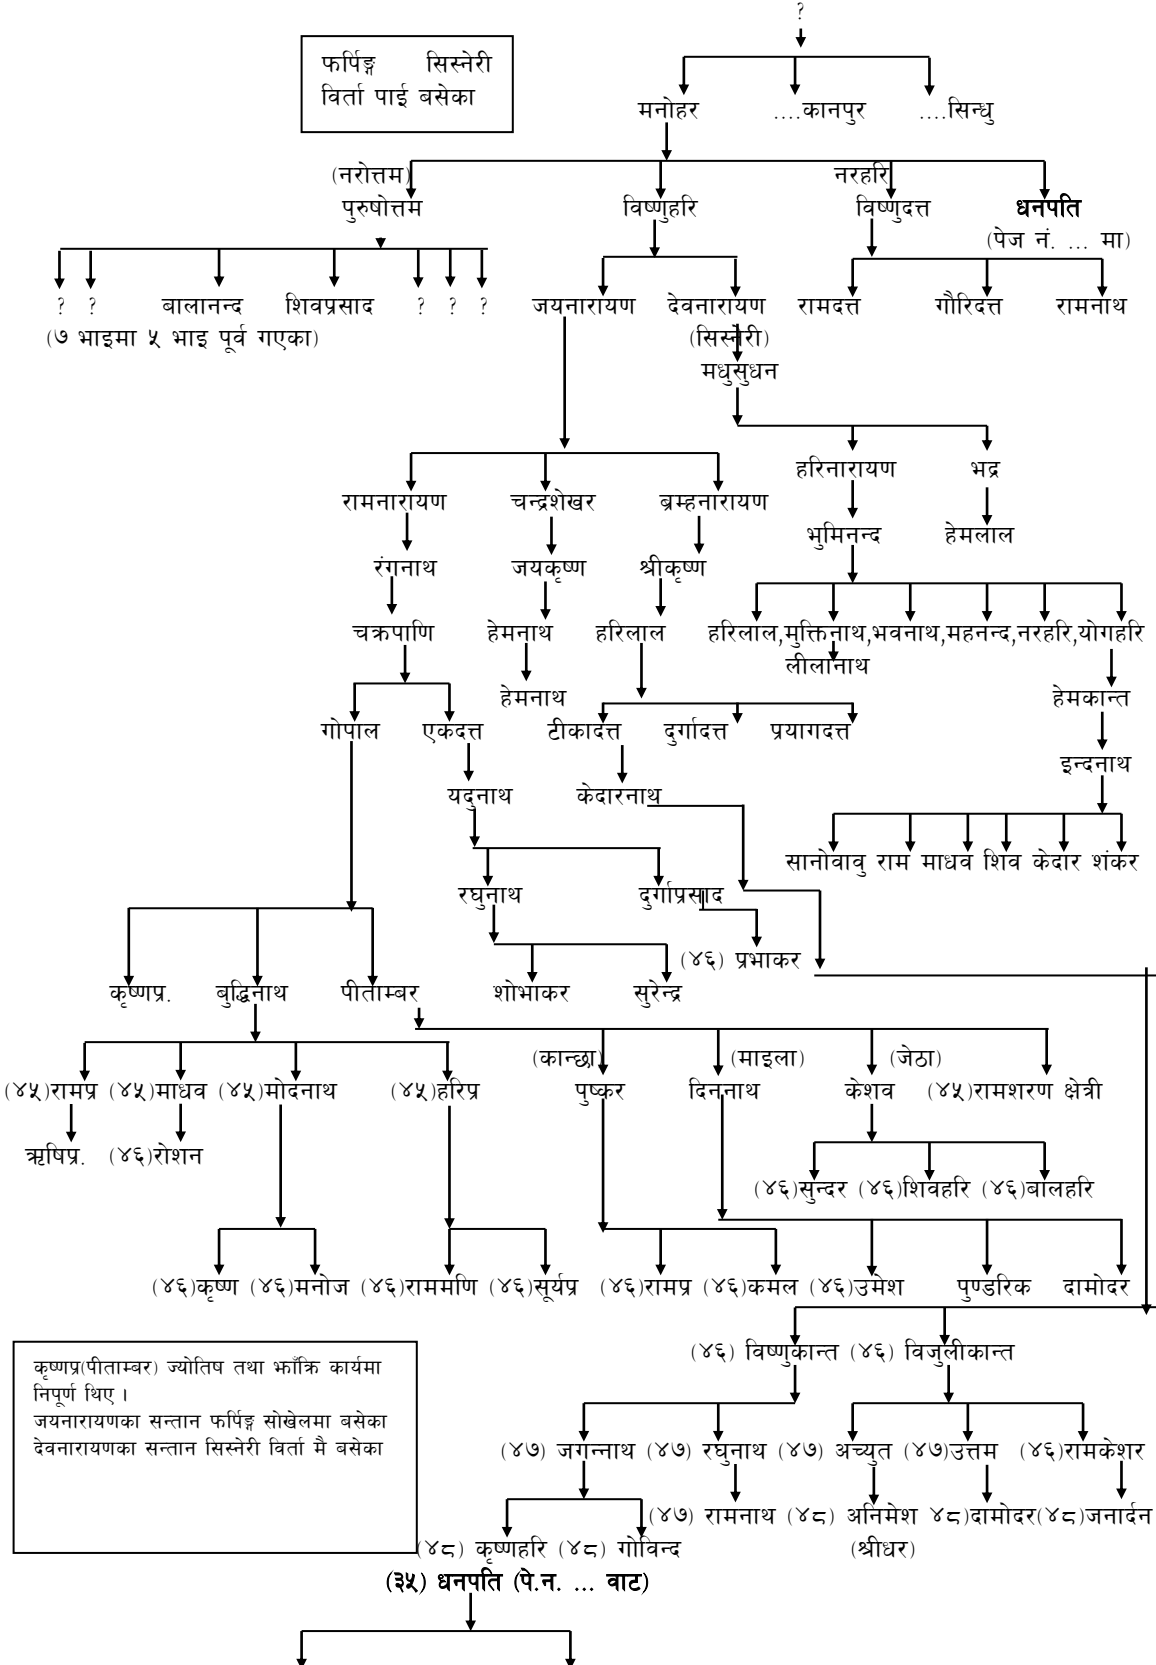 ?
फर्पिङ्ग सिस्नेरी
विर्ता पाई बसेका
मनोहर ....कानपुर ....सिन्धु
(नरोत्तम) नरहरि
पुरुषोत्तम विष्णुहरि विष्णुदत्त धनपति
(पेज नं. ... मा)
? ? बालानन्द शिवप्रसाद ? ? ? जयनारायण देवनारायण रामदत्त गौरिदत्त रामनाथ
(७ भाइमा ५ भाइ पूर्व गएका) (सिस्नेरी)
मधुसुधन
हरिनारायण भद्र
रामनारायण चन्द्रशेखर ब्रम्हनारायण
भुमिनन्द हेमलाल
रंगनाथ जयकृष्ण श्रीकृष्ण
चक्रपाणि हेमनाथ हरिलाल हरिलाल,मुक्तिनाथ,भवनाथ,महनन्द,नरहरि,योगहरि
लीलानाथ
हेमनाथ हेमकान्त
गोपाल एकदत्त टीकादत्त दुर्गादत्त प्रयागदत्त
इन्दनाथ
यदुनाथ केदारनाथ
सानोवावु राम माधव शिव केदार शंकर
रघुनाथ दुर्गाप्रसाद
(४६) प्रभाकर
कृष्णप्र. बुद्धिनाथ पीताम्बर शोभाकर सुरेन्द्र
(कान्छा) (माइला) (जेठा)
(४५)रामप्र (४५)माधव (४५)मोदनाथ (४५)हरिप्र पुष्कर दिननाथ केशव (४५)रामशरण क्षेत्री
ऋषिप्र. (४६)रोशन
(४६)सुन्दर (४६)शिवहरि (४६)बालहरि
(४६)कृष्ण (४६)मनोज (४६)राममणि (४६)सूर्यप्र (४६)रामप्र (४६)कमल (४६)उमेश पुण्डरिक दामोदर
(४६) विष्णुकान्त (४६) विजुलीकान्त
कृष्णप्र(पीताम्बर) ज्योतिष तथा झाँक्रि कार्यमा
निपूर्ण थिए ।
जयनारायणका सन्तान फर्पिङ्ग सोखेलमा बसेका
देवनारायणका सन्तान सिस्नेरी विर्ता मै बसेका
(४७) जगन्नाथ (४७) रघुनाथ (४७) अच्युत (४७)उत्तम (४६)रामकेशर
(४७) रामनाथ (४८) अनिमेश ४८)दामोदर(४८)जनार्दन
(४८) कृष्णहरि (४८) गोविन्द (श्रीधर)
(३५) धनपति (पे.न. ... वाट)